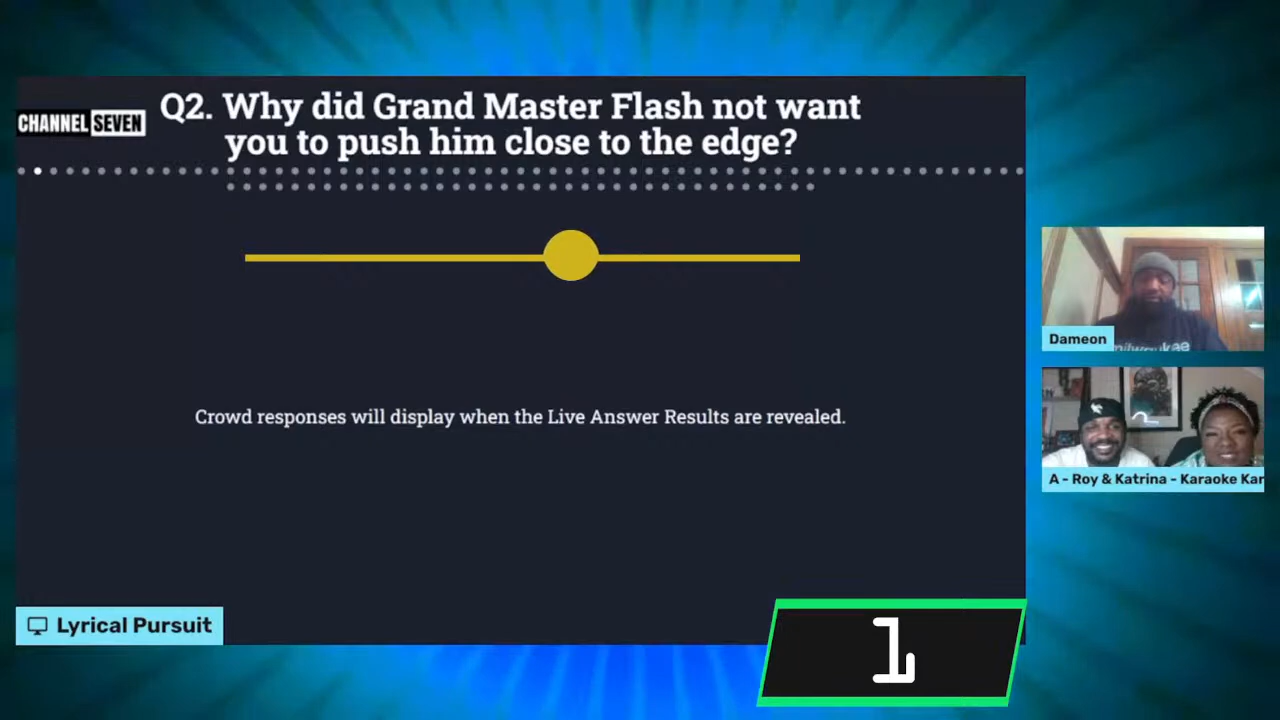 CHANNEL SEVEN
Q2. Why did Grand Master Flash not want
you to push him close to the edge?
Crowd responses will display when the Live Answer Results are revealed.
Lyrical Pursuit
Dameon
milwaukee
A - Roy & Katrina - Karaoke Kar